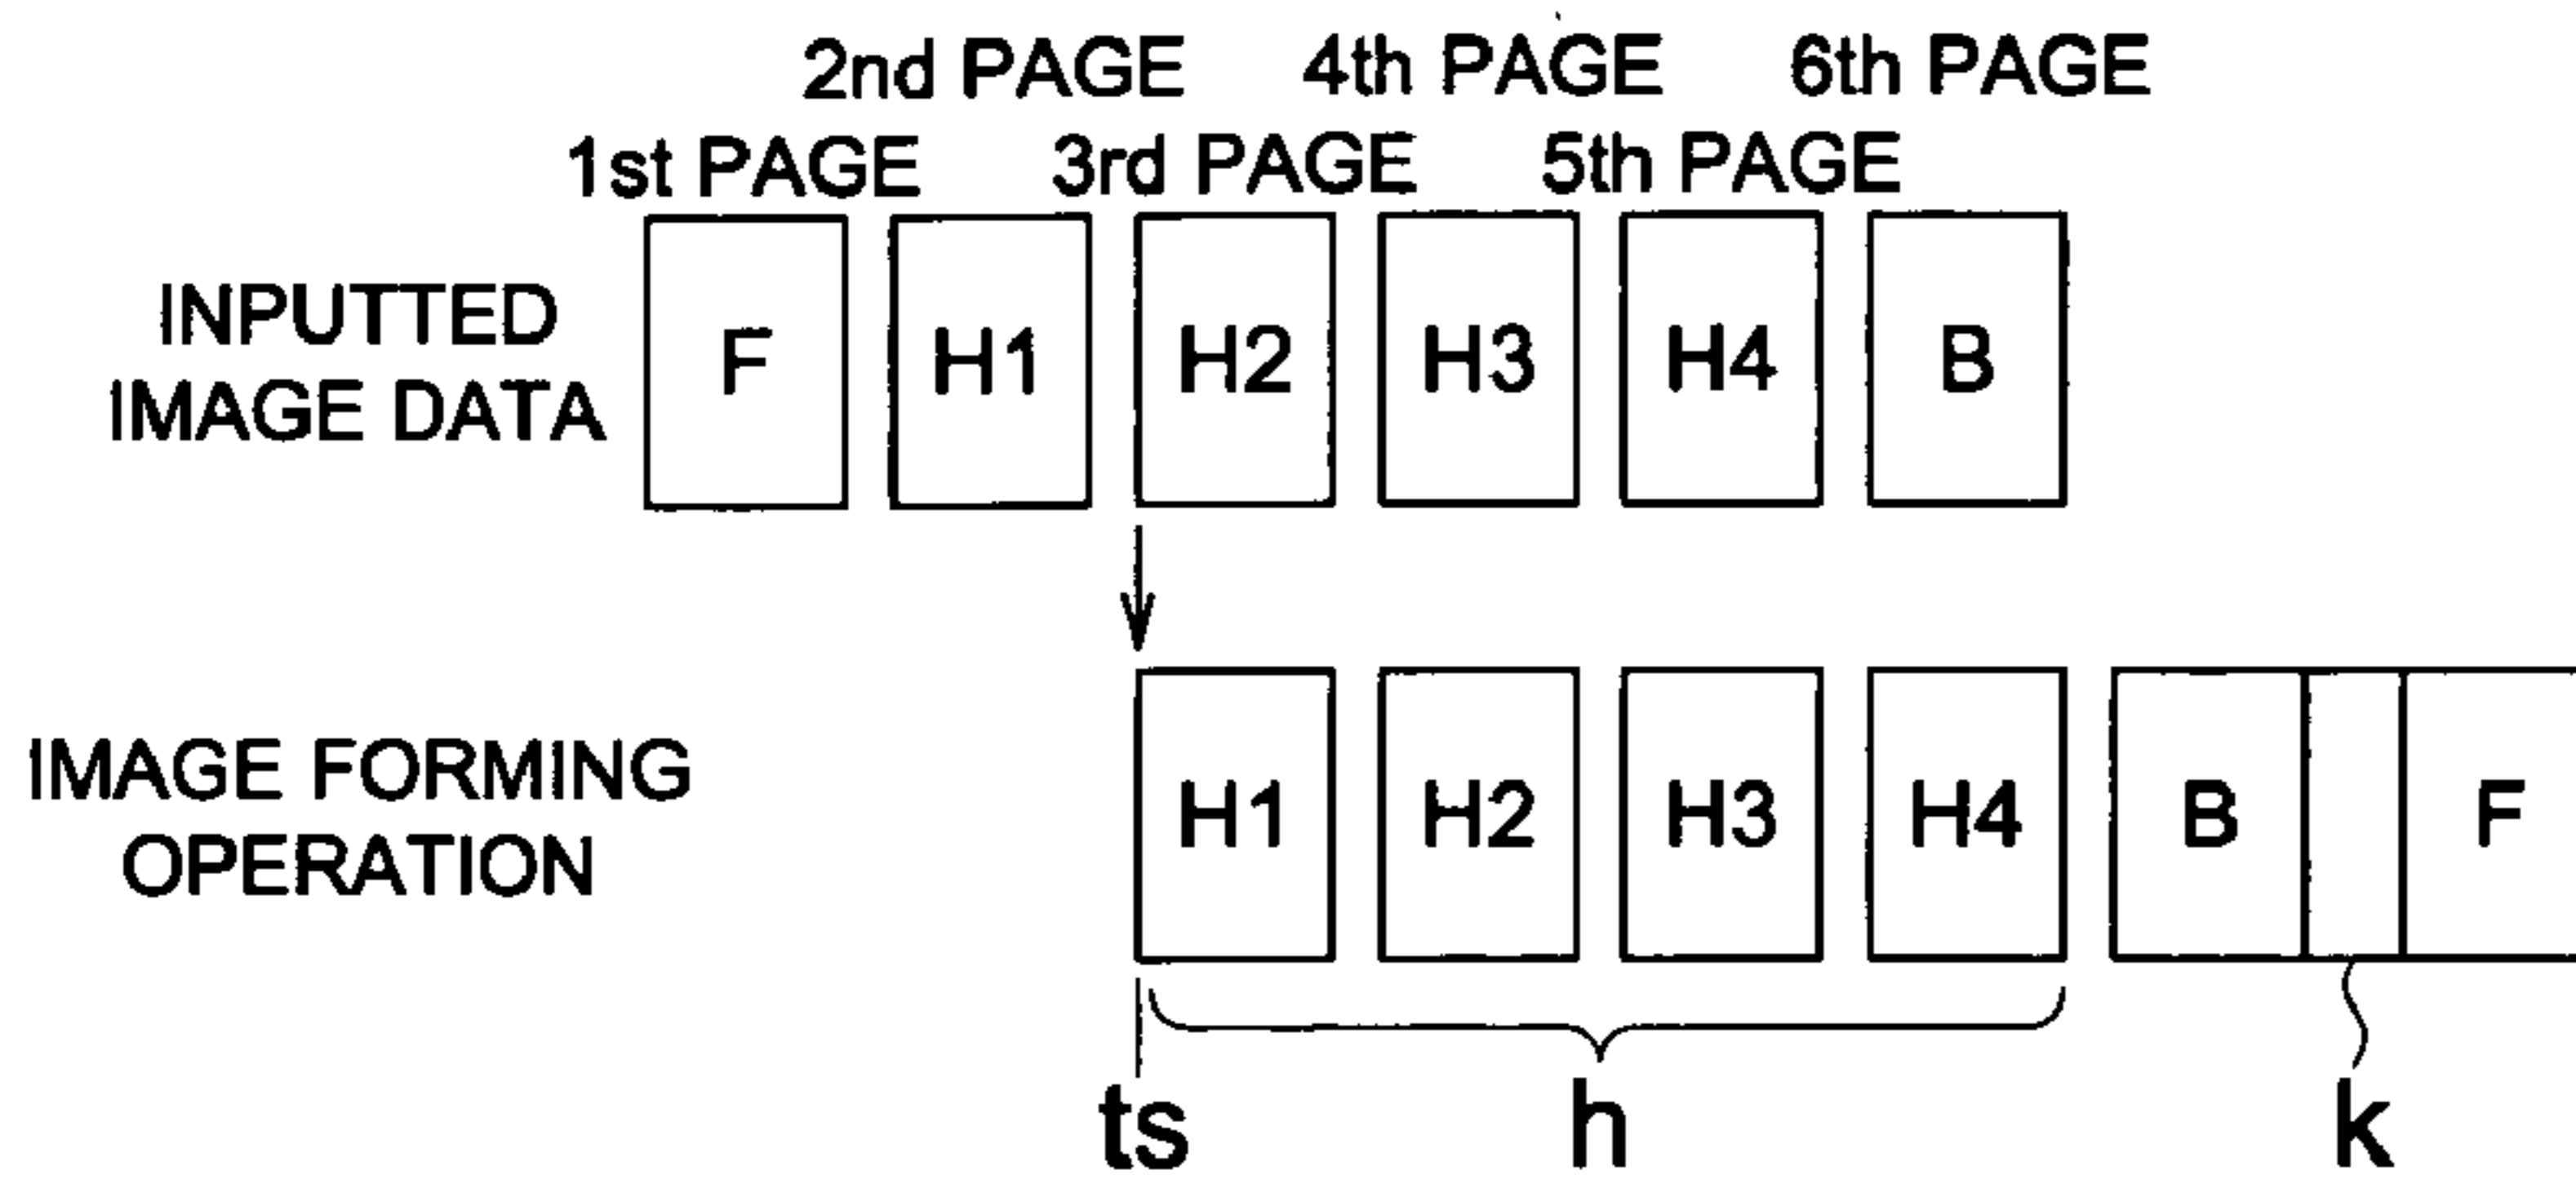 2nd PAGE 4th PAGE 6th PAGE
1st PAGE 3rd PAGE 5th PAGE
INPUTTED
IMAGE DATA
F H1 H2 H3 H4 B
IMAGE FORMING
OPERATION
H1 H2 H3 H4 B F
ts h k